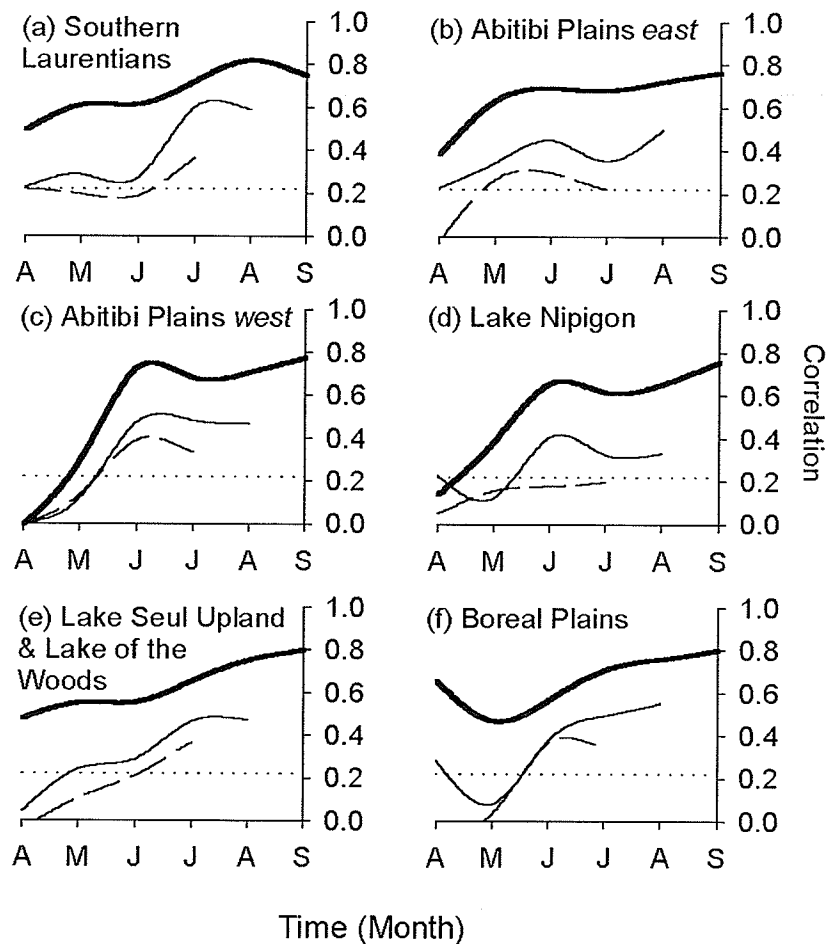 (a) Southern
Laurentians
1.0
0.8
0.6
0.4
0.2
0.0
A M J J A S
(b) Abitibi Plains east
1.0
0.8
0.6
0.4
0.2
0.0
A M J J A S
(c) Abitibi Plains west
1.0
0.8
0.6
0.4
0.2
0.0
A M J J A S
(d) Lake Nipigon
1.0
0.8
0.6
0.4
0.2
0.0
A M J J A S
Correlation
(e) Lake Seul Upland
& Lake of the
Woods
1.0
0.8
0.6
0.4
0.2
0.0
A M J J A S
(f) Boreal Plains
1.0
0.8
0.6
0.4
0.2
0.0
A M J J A S
Time (Month)